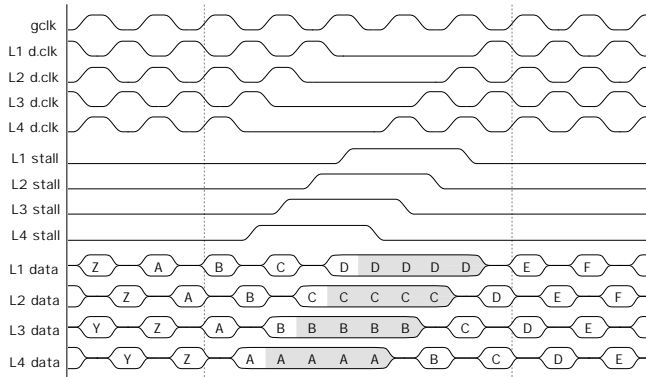 gclk
L1 d.clk
L2 d.clk
L3 d.clk
L4 d.clk
L1 stall
L2 stall
L3 stall
L4 stall
L1 data Z A B C D D D D D E F
L2 data Z A B C C C C C D E F
L3 data Y Z A B B B B B C D E
L4 data Y Z A A A A A B C D E